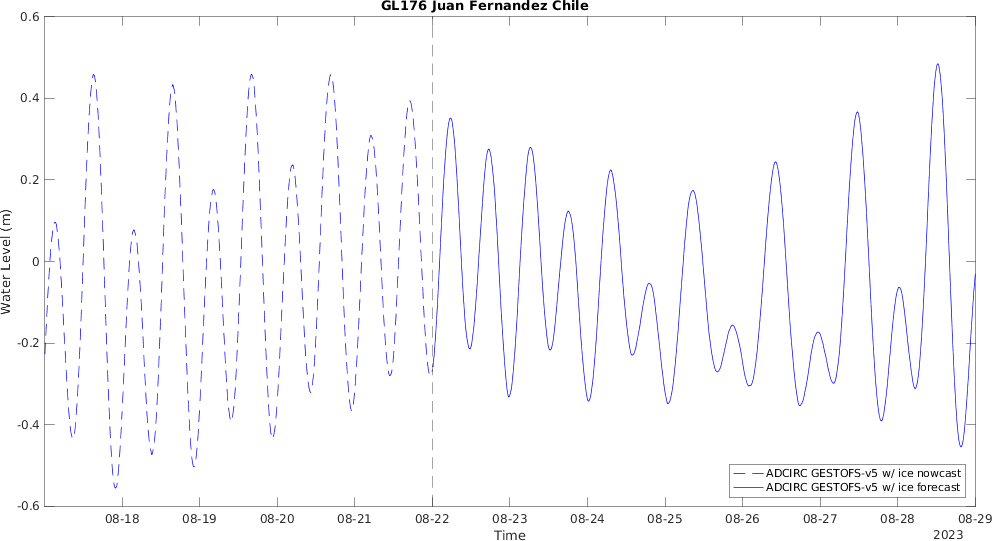 GL176 Juan Fernandez Chile
0.6
0.4
0.2
0
-0.2
-0.4
-0.6
Water Level (m)
08-18 08-19 08-20 08-21 08-22 08-23 08-24 08-25 08-26 08-27 08-28 08-29
Time
2023
ADCIRC GESTOFS-v5 w/ ice nowcast
ADCIRC GESTOFS-v5 w/ ice forecast